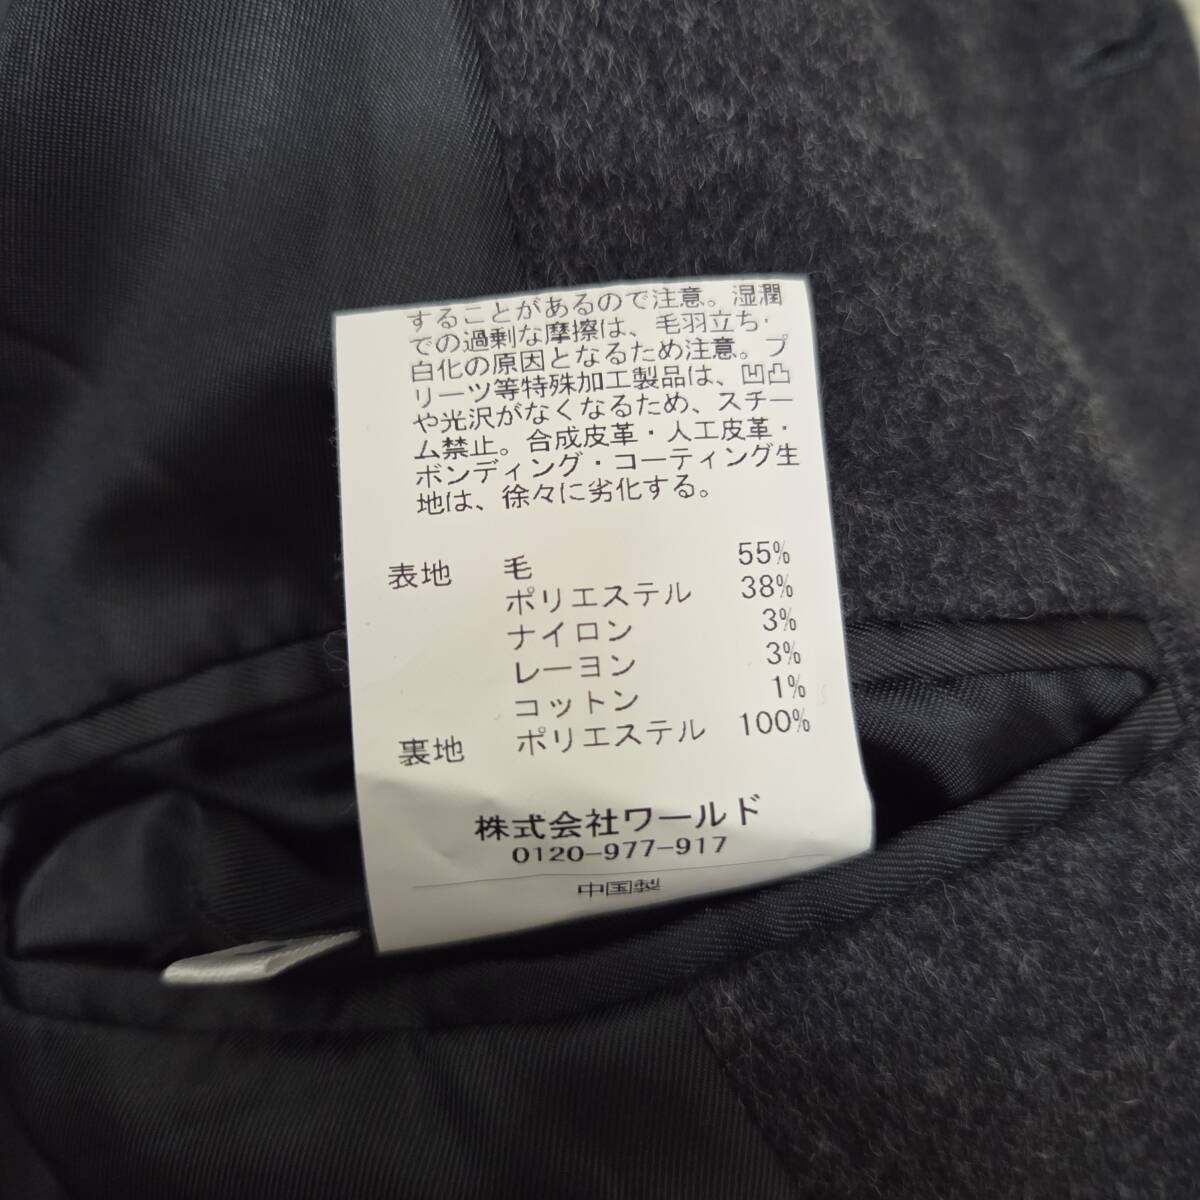 することがあるので注意。湿潤
での過剰な摩擦は、毛羽立ち・
白化の原因となるため注意。プ
リーツ等特殊加工製品は、凹凸
や光沢がなくなるため、スチー
ム禁止。合成皮革・人工皮革・
ボンディング・コーティング生
地は、徐々に劣化する。
表地 毛 55%
ポリエステル 38%
ナイロン 3%
レーヨン 3%
コットン 1%
裏地 ポリエステル 100%
株式会社ワールド
0120-977-917
中国製